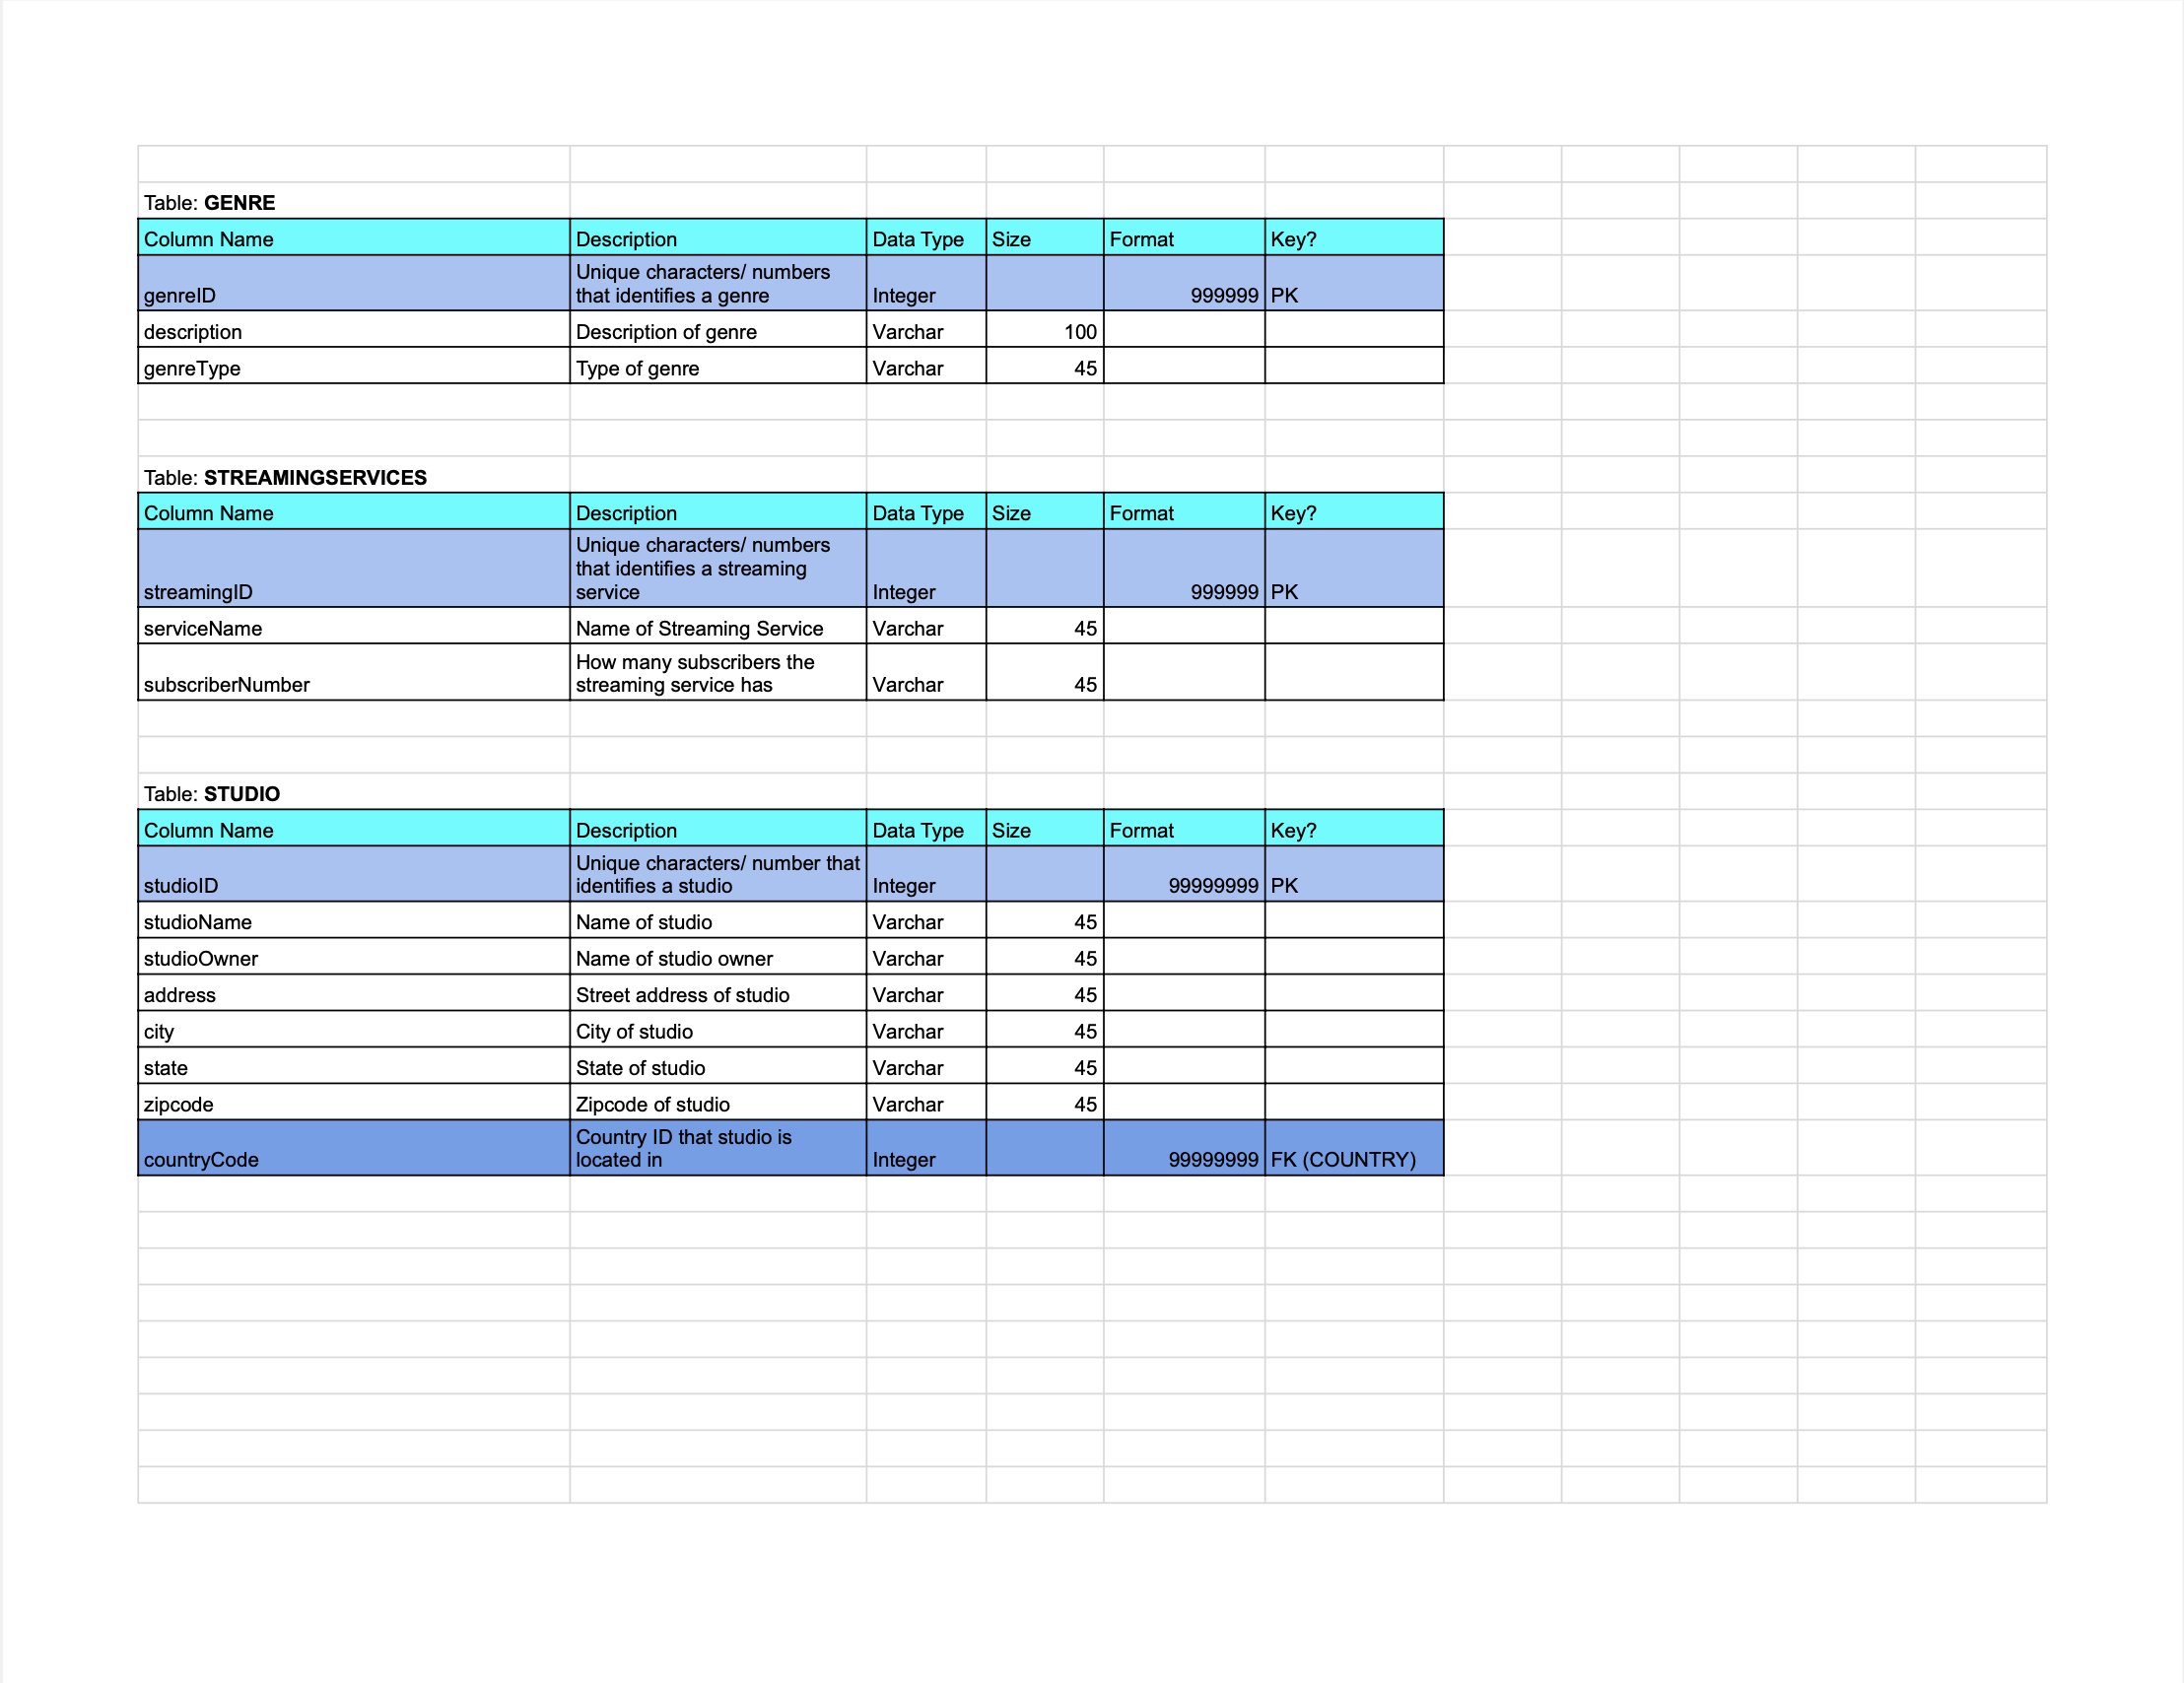 Table: GENRE
Column Name Description Data Type Size Format Key?
Unique characters/ numbers
genreID that identifies a genre Integer 999999 PK
description Description of genre Varchar 100
genreType Type of genre Varchar 45
Table: STREAMINGSERVICES
Column Name Description Data Type Size Format Key?
Unique characters/ numbers
that identifies a streaming
streamingID service Integer 999999 PK
serviceName Name of Streaming Service Varchar 45
How many subscribers the
subscriberNumber streaming service has Varchar 45
Table: STUDIO
Column Name Description Data Type Size Format Key?
Unique characters/ number that
studioID identifies a studio Integer 99999999 PK
studioName Name of studio Varchar 45
studioOwner Name of studio owner Varchar 45
address Street address of studio Varchar 45
city City of studio Varchar 45
state State of studio Varchar 45
zipcode Zipcode of studio Varchar 45
Country ID that studio is
countryCode located in Integer 99999999 FK (COUNTRY)